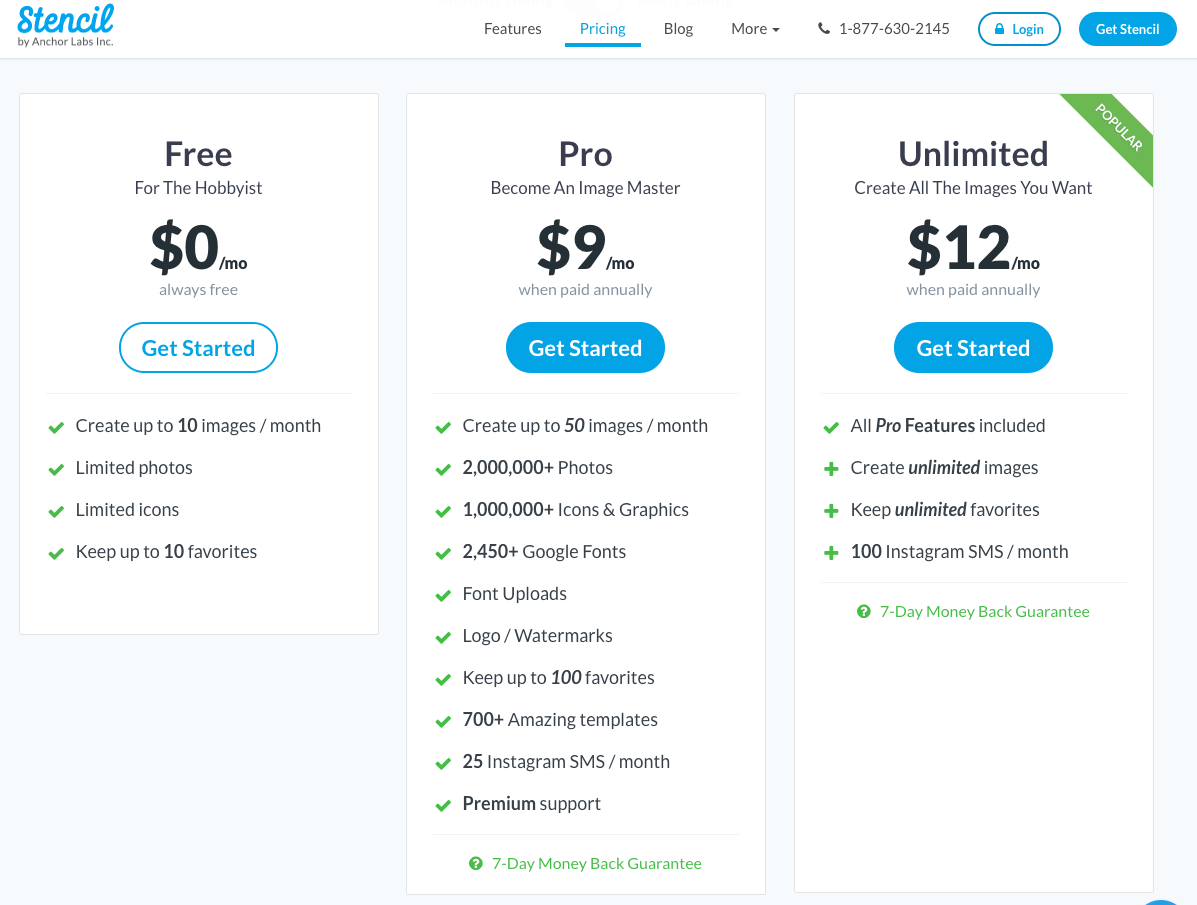 Stencil
by Anchor Labs Inc.
Features
Pricing
Blog
More
1-877-630-2145
Login
Get Stencil
Free
For The Hobbyist
$0/mo
always free
Get Started
Create up to 10 images / month
Limited photos
Limited icons
Keep up to 10 favorites
Pro
Become An Image Master
$9/mo
when paid annually
Get Started
Create up to 50 images / month
2,000,000+ Photos
1,000,000+ Icons & Graphics
2,450+ Google Fonts
Font Uploads
Logo / Watermarks
Keep up to 100 favorites
700+ Amazing templates
25 Instagram SMS / month
Premium support
7-Day Money Back Guarantee
POPULAR
Unlimited
Create All The Images You Want
$12/mo
when paid annually
Get Started
All Pro Features included
Create unlimited images
Keep unlimited favorites
100 Instagram SMS / month
7-Day Money Back Guarantee